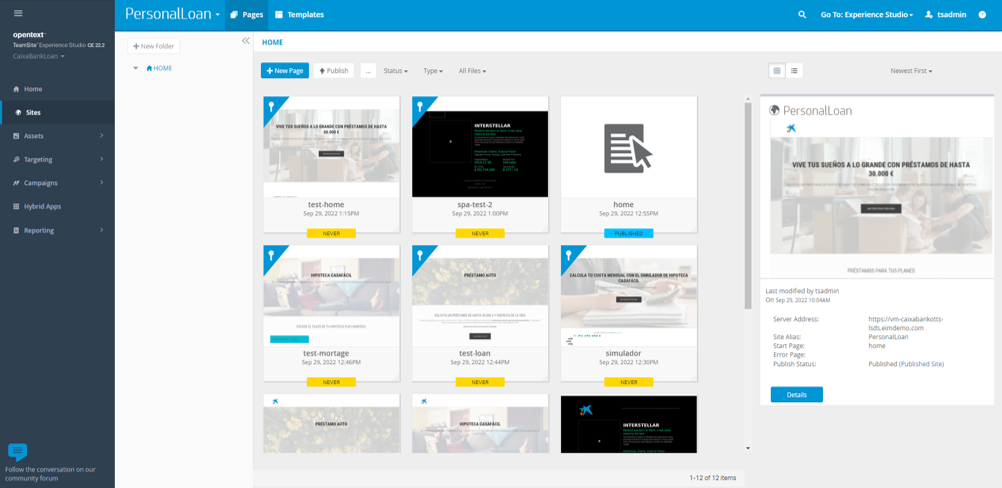 PersonalLoan
Pages
Templates
Go To: Experience Studio
tsadmin
opentext™
TeamSite™Experience Studio CE 22.2
CaixaBankLoan
Home
Sites
Assets
Targeting
Campaigns
Hybrid Apps
Reporting
Follow the conversation on our
community forum
+ New Folder
HOME
HOME
+ New Page
Publish
...
Status
Type
All Files
Newest First
VIVE TUS SUEÑOS A LO GRANDE CON PRÉSTAMOS DE HASTA
30.000 €
test-home
Sep 29, 2022 1:15PM
NEVER
INTERSTELLAR
spa-test-2
Sep 29, 2022 1:00PM
NEVER
home
Sep 29, 2022 12:55PM
PUBLISHED
HIPOTECA CASAFÁCIL
test-mortage
Sep 29, 2022 12:46PM
NEVER
PRÉSTAMO AUTO
test-loan
Sep 29, 2022 12:44PM
NEVER
CALCULA TU CUOTA MENSUAL CON EL SIMULADOR DE HIPOTECA
CASAFÁCIL
simulador
Sep 29, 2022 12:30PM
NEVER
PRÉSTAMO AUTO
HIPOTECA CASAFÁCIL
INTERSTELLAR
1-12 of 12 items
PersonalLoan
VIVE TUS SUEÑOS A LO GRANDE CON PRÉSTAMOS DE HASTA
30.000 €
PRÉSTAMOS PARA TUS PLANES
Last modified by tsadmin
On Sep 29, 2022 10:04AM
Server Address: https://vm-caixabankotts-
lsds.emdemo.com
Site Alias: PersonalLoan
Start Page: home
Error Page:
Publish Status: Published (Published Site)
Details